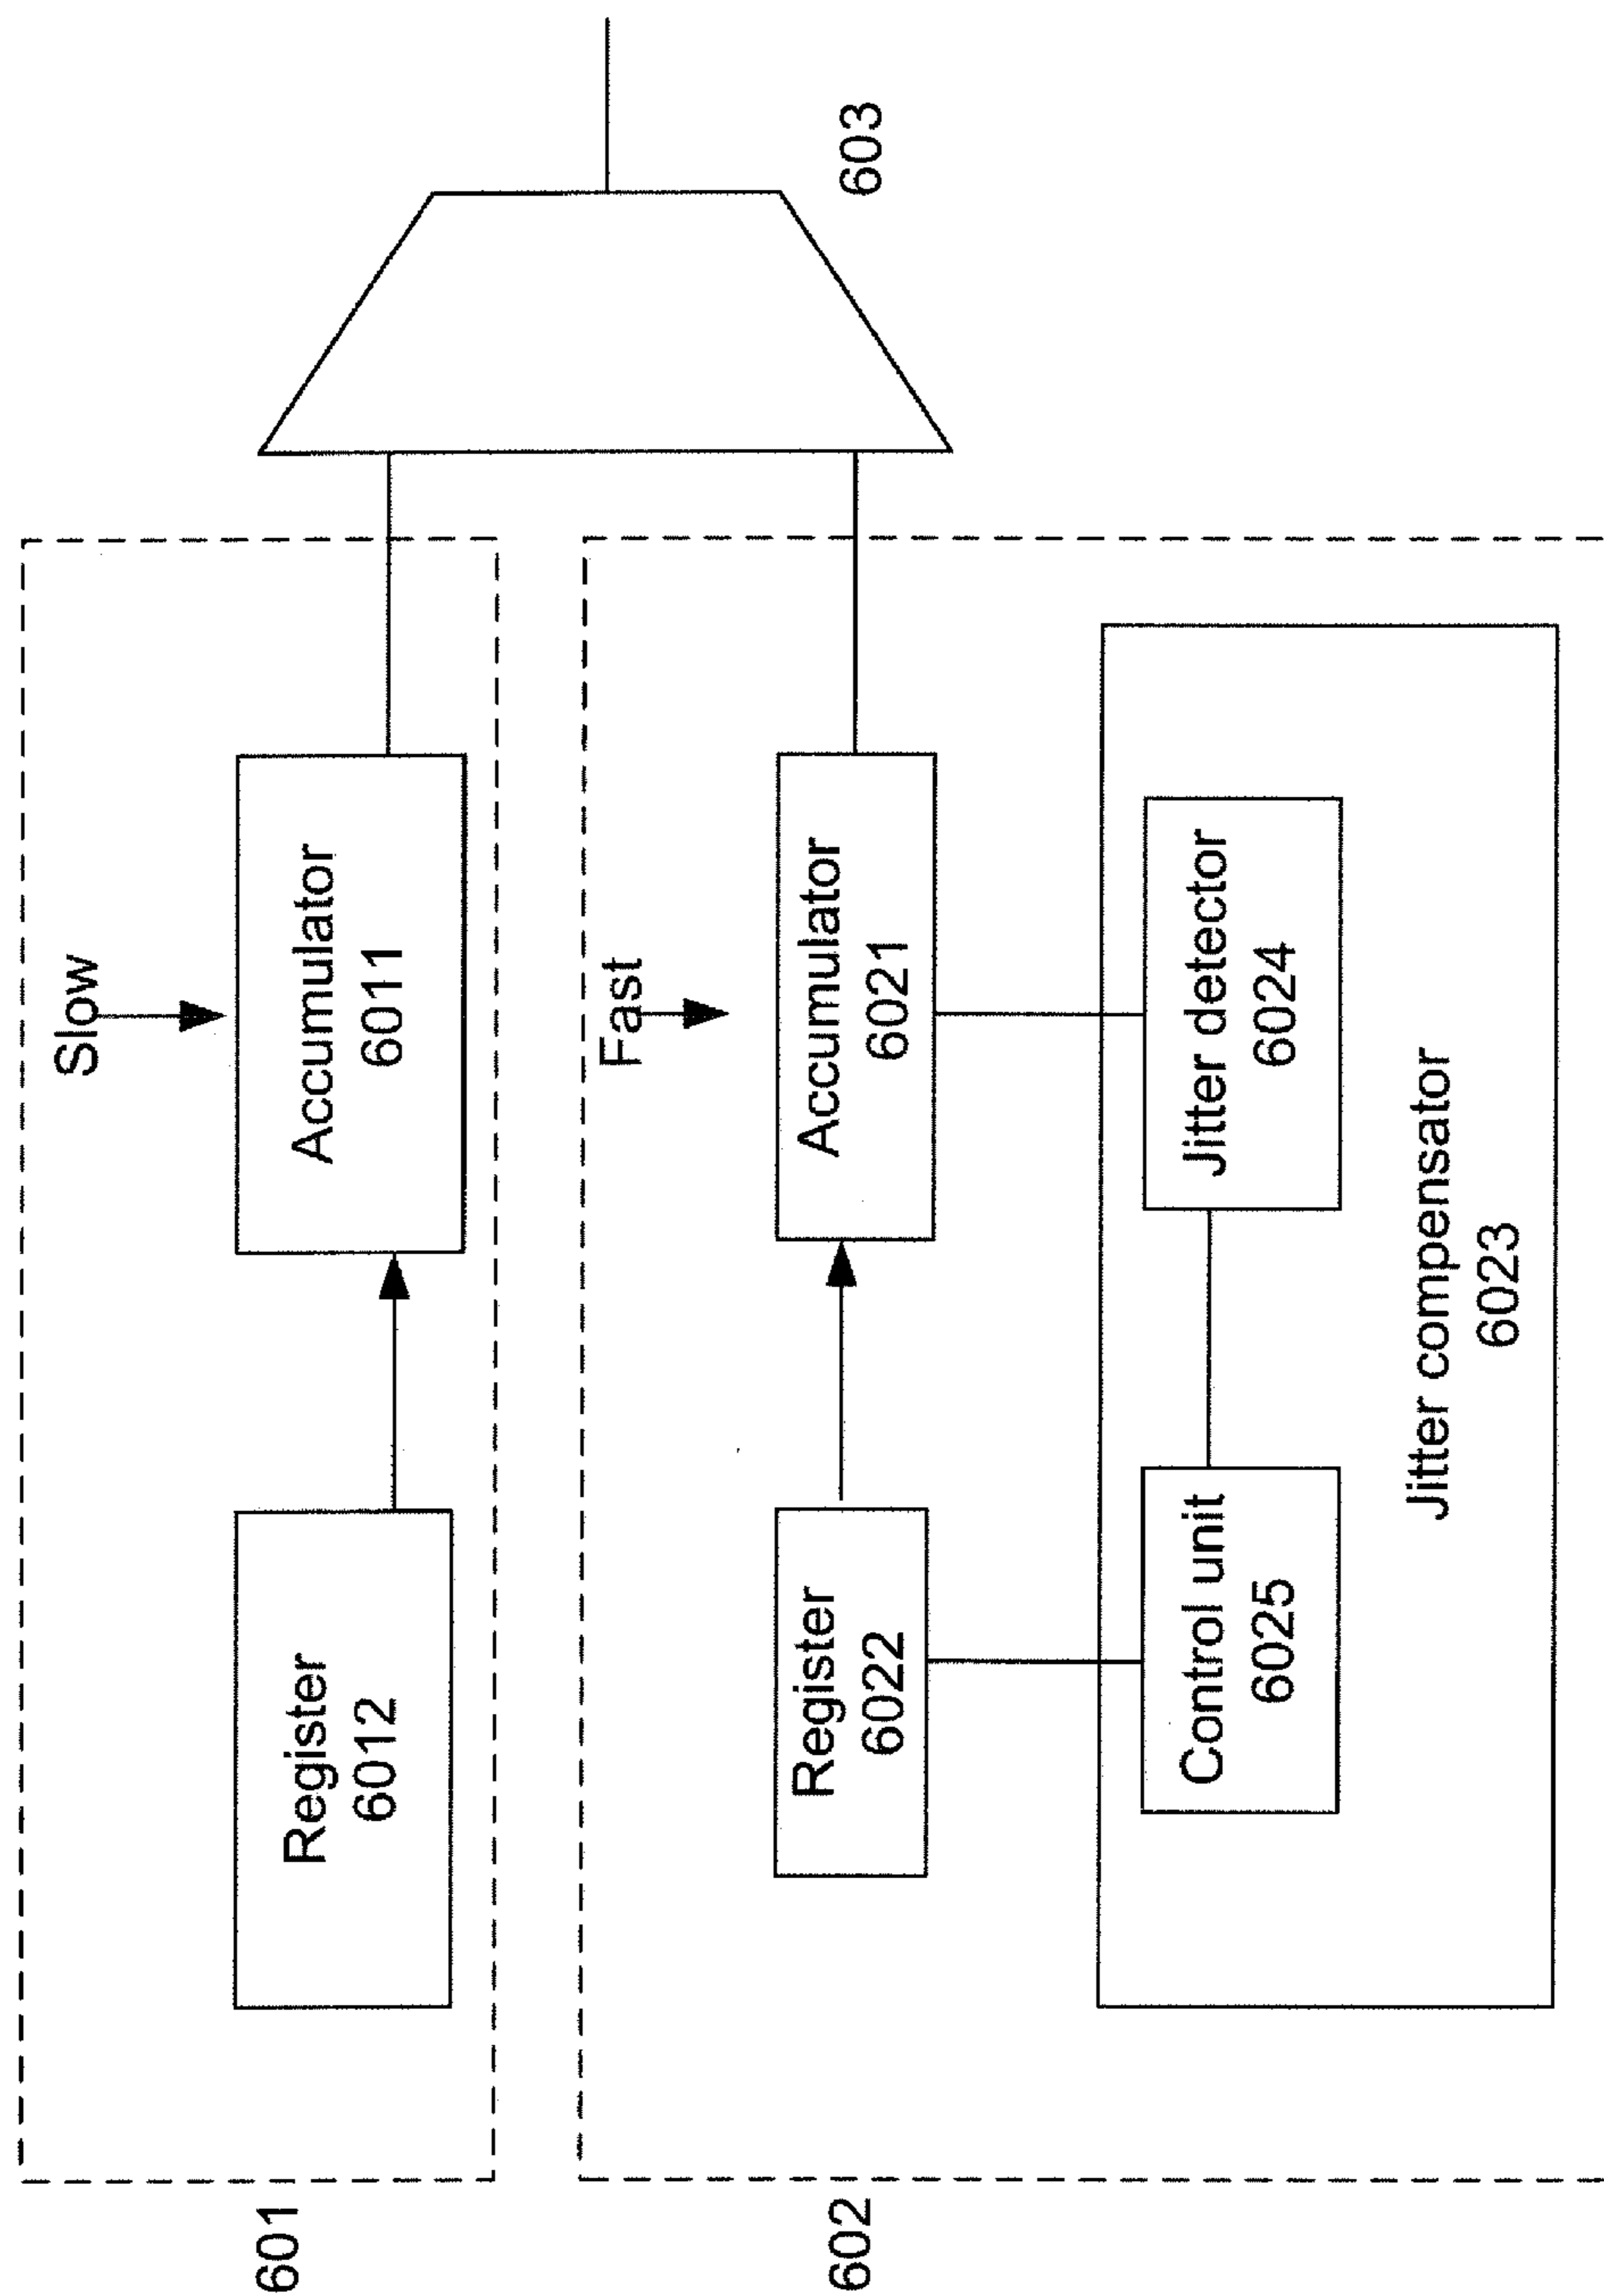 601
Slow
Register
6012
Accumulator
6011
602
Fast
Register
6022
Accumulator
6021
603
Control unit
6025
Jitter detector
6024
Jitter compensator
6023